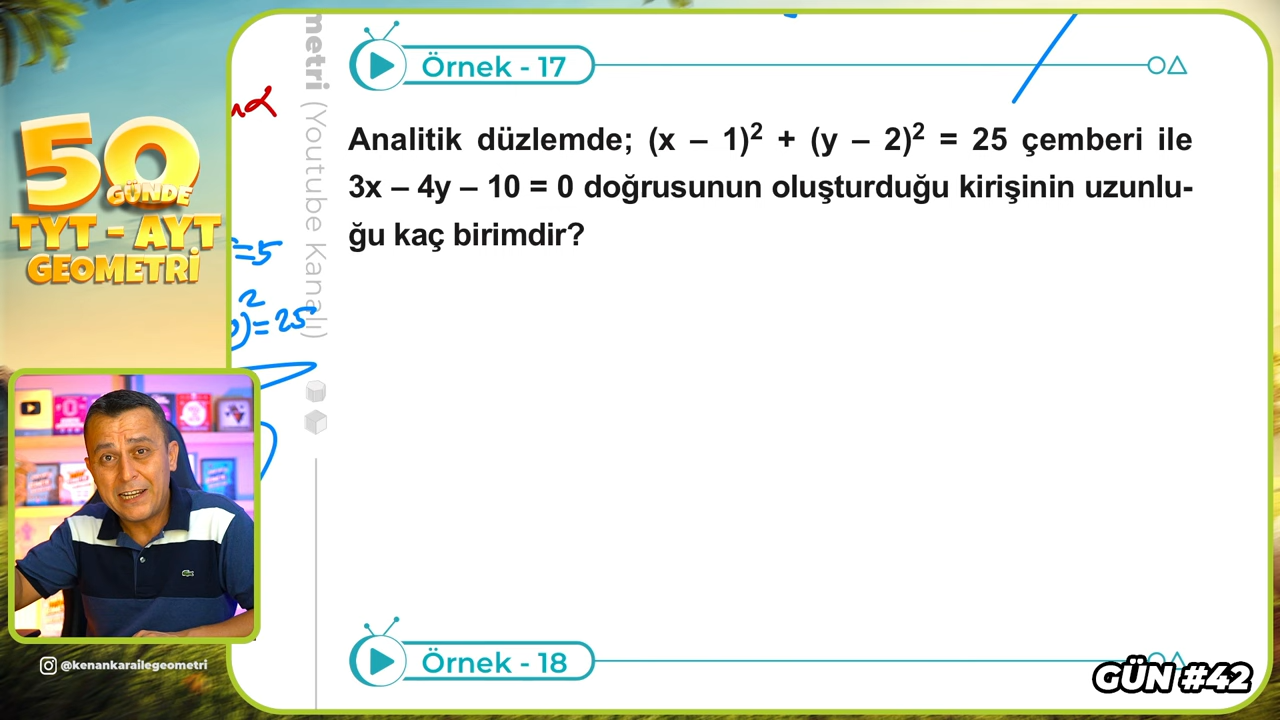 50
GÜNDE
TYT - AYT
GEOMETRİ
metri (Youtube Kanalı)
Örnek - 17
Analitik düzlemde; (x – 1)² + (y – 2)² = 25 çemberi ile
3x – 4y – 10 = 0 doğrusunun oluşturduğu kirişinin uzunlu-
ğu kaç birimdir?
=5
)²=25
Örnek - 18
@kenankarailegeometri
GÜN #42